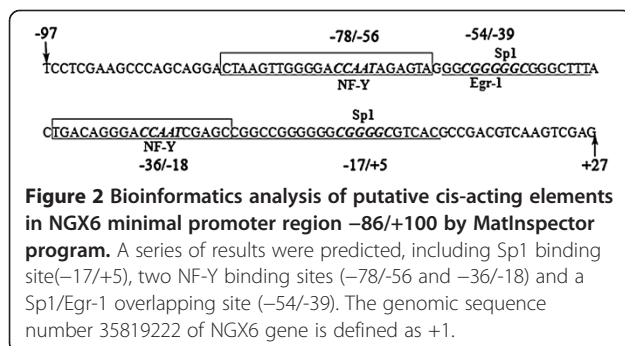 -97 -78/-56 -54/-39
Sp1
TCCTCGAAGCCCAGCAGGACTAAGTTGGGGACCAATAGAGTAGGGCGGGGGCGGGCTTTA
NF-Y Egr-1
Sp1
CTGACAGGGACCAATCGAGCCGGCCGGGGGGCGGGGCGTCACGCCGACGTCAAGTCGAG
NF-Y
-36/-18 -17/+5 +27
Figure 2 Bioinformatics analysis of putative cis-acting elements
in NGX6 minimal promoter region −86/+100 by MatInspector
program. A series of results were predicted, including Sp1 binding
site(−17/+5), two NF-Y binding sites (−78/-56 and −36/-18) and a
Sp1/Egr-1 overlapping site (−54/-39). The genomic sequence
number 35819222 of NGX6 gene is defined as +1.